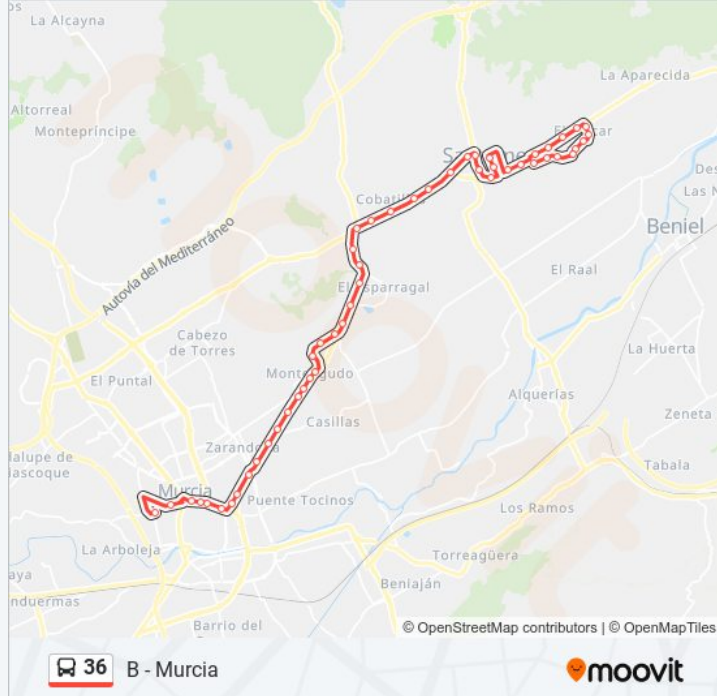 La Alcayna
Altorreal
Montepríncipe
Autovía del Mediterráneo
La Aparecida
Cobatillas
Beniel
El Raal
El Esparragal
Cabezo
de Torres
El Puntal
Monteagudo
La Huerta
Alquerías
Casillas
Zeneta
Zarandona
Murcia
Tabala
Puente Tocinos
Los Ramos
La Arboleja
Torreagüera
Beniaján
Barrio del
© OpenStreetMap contributors | © OpenMapTiles
36 B - Murcia
moovit